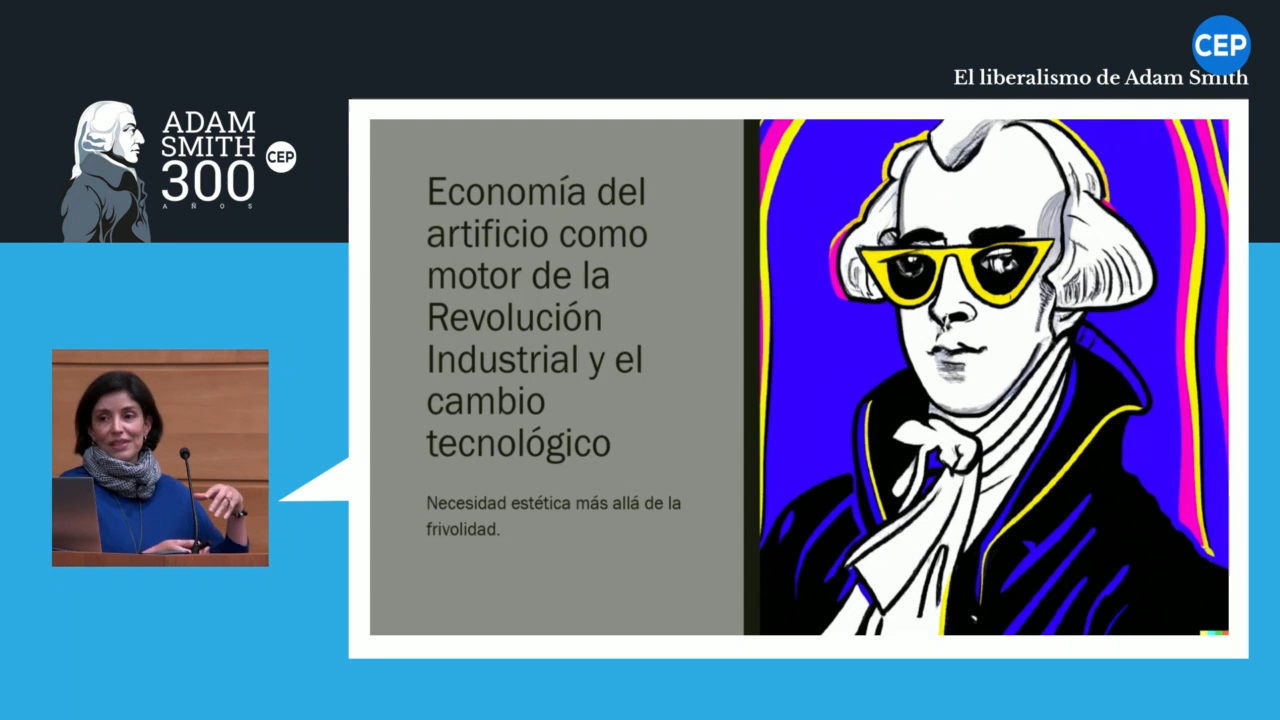 CEP
El liberalismo de Adam Smith
ADAM
SMITH
300
AÑOS
CEP
Economía del
artificio como
motor de la
Revolución
Industrial y el
cambio
tecnológico
Necesidad estética más allá de la
frivolidad.